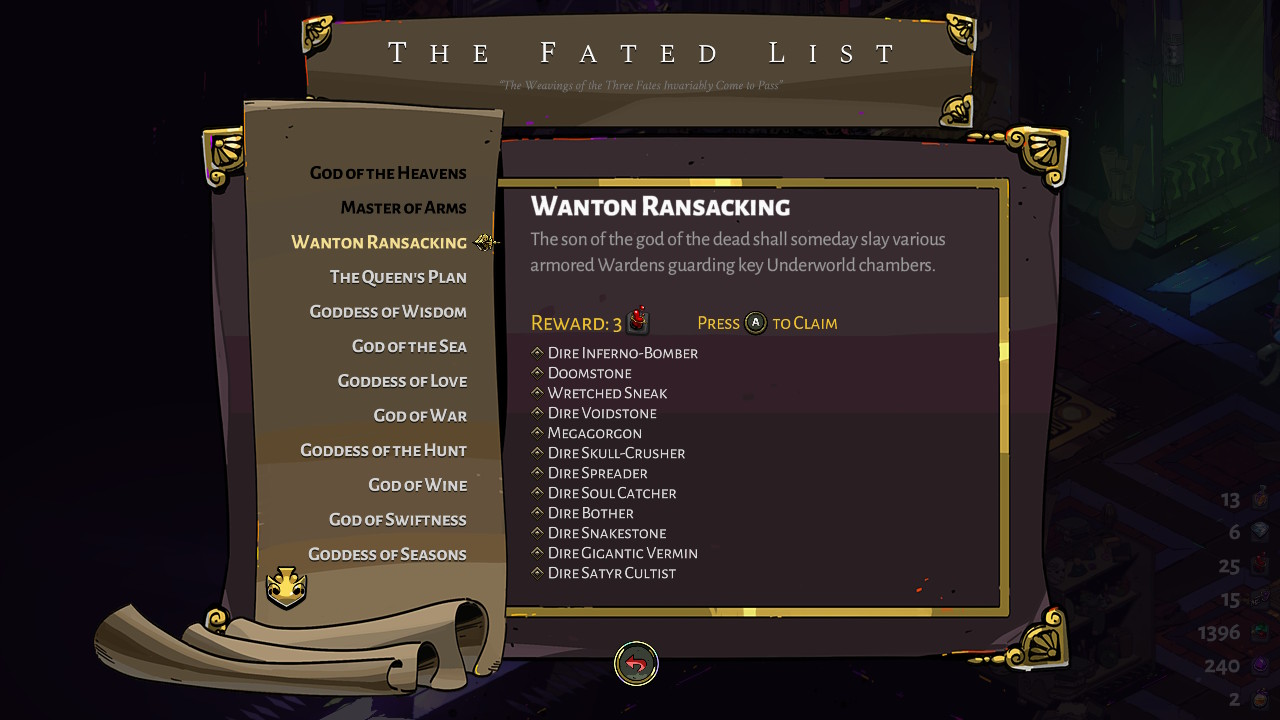 THE FATED LIST
"The Weavings of the Three Fates Invariably Come to Pass"
GOD OF THE HEAVENS
MASTER OF ARMS
WANTON RANSACKING
THE QUEEN'S PLAN
GODDESS OF WISDOM
GOD OF THE SEA
GODDESS OF LOVE
GOD OF WAR
GODDESS OF THE HUNT
GOD OF WINE
GOD OF SWIFTNESS
GODDESS OF SEASONS
WANTON RANSACKING
The son of the god of the dead shall someday slay various
armored Wardens guarding key Underworld chambers.
REWARD: 3 PRESS A TO CLAIM
DIRE INFERNO-BOMBER
DOOMSTONE
WRETCHED SNEAK
DIRE VOIDSTONE
MEGAGORGON
DIRE SKULL-CRUSHER
DIRE SPREADER
DIRE SOUL CATCHER
DIRE BOTHER
DIRE SNAKESTONE
DIRE GIGANTIC VERMIN
DIRE SATYR CULTIST
13
6
25
15
1396
240
2